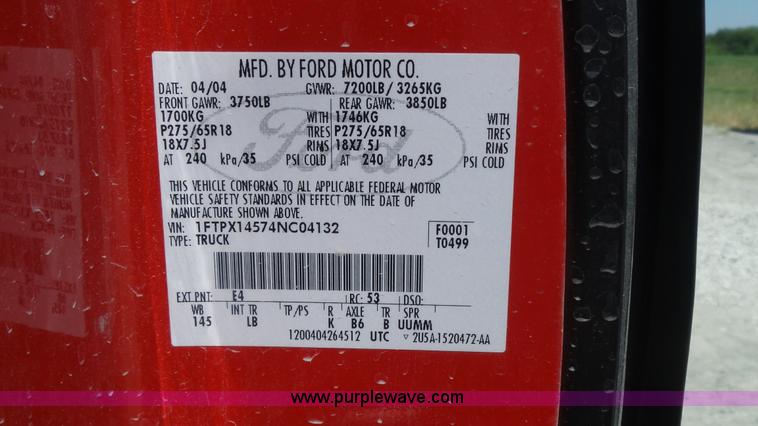 MFD. BY FORD MOTOR CO.
DATE: 04/04 GVWR: 7200LB/ 3265KG
FRONT GAWR: 3750LB REAR GAWR: 3850LB
1700KG WITH 1746KG WITH
P275/65R18 TIRES P275/65R18 TIRES
18X7.5J RIMS 18X7.5J RIMS
AT 240 kPa/35 PSI COLD AT 240 kPa/35 PSI COLD
Ford
THIS VEHICLE CONFORMS TO ALL APPLICABLE FEDERAL MOTOR
VEHICLE SAFETY STANDARDS IN EFFECT ON THE DATE OF
MANUFACTURE SHOWN ABOVE.
VIN: 1FTPX14574NC04132 F0001
TYPE: TRUCK T0499
EXT PNT: E4 RC: 53 DSO:
WB INT TR TP/PS R AXLE TR SPR
145 LB K B6 B UUMM
1200404264512 UTC ▽ 2U5A-1520472-AA
www.purplewave.com